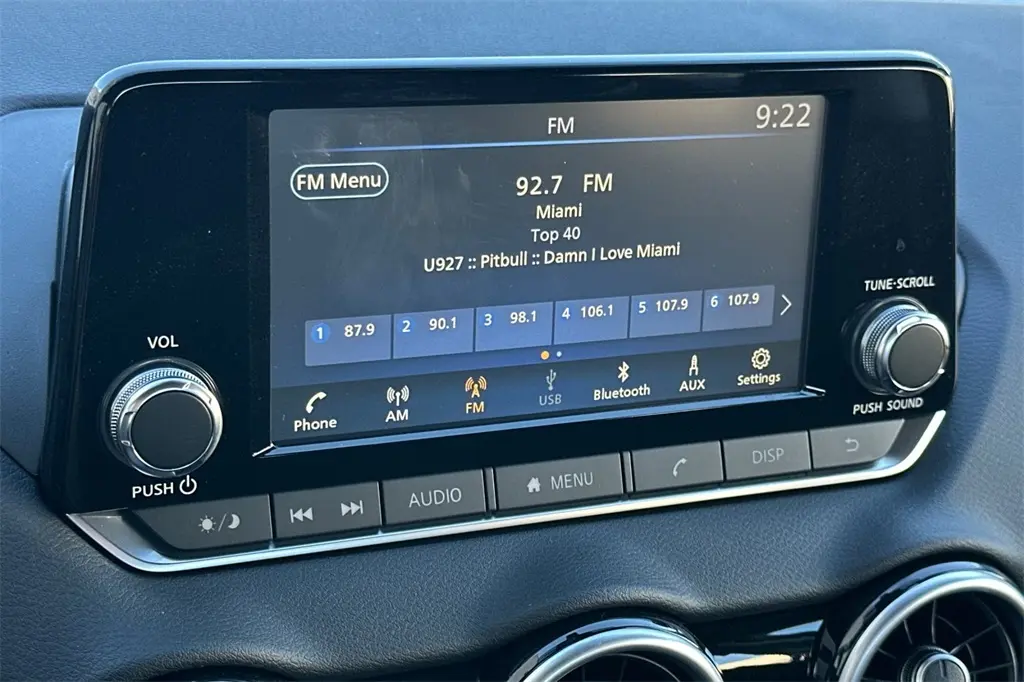 FM 9:22
FM Menu
92.7 FM
Miami
Top 40
U927 :: Pitbull :: Damn I Love Miami
1 87.9 2 90.1 3 98.1 4 106.1 5 107.9 6 107.9
Phone AM FM USB Bluetooth AUX Settings
VOL
PUSH
TUNE·SCROLL
PUSH SOUND
AUDIO MENU DISP